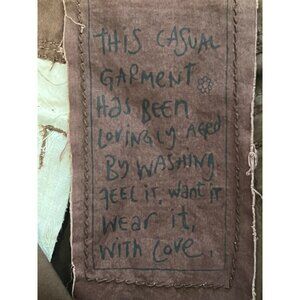 THIS CASUAL
GARMENT
HAS BEEN
LOVINGLY AGED
BY WASHING.
FEEL IT, WANT IT
WEAR IT,
WITH LOVE.